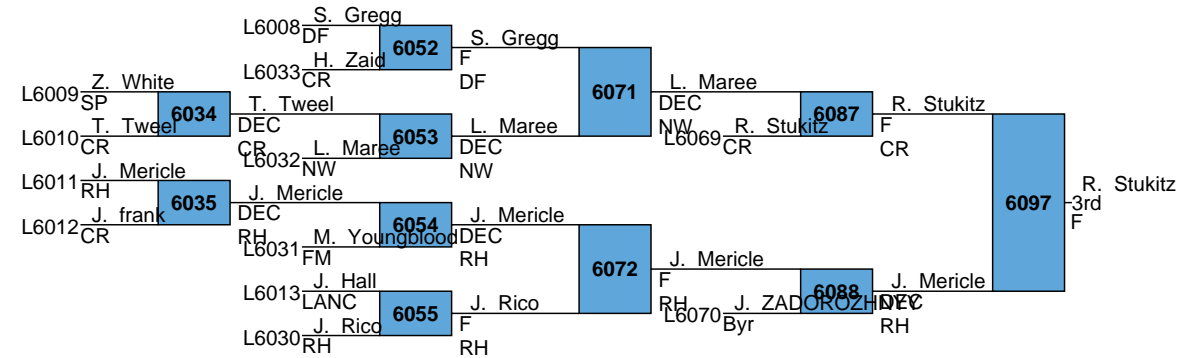 L6008 S. Gregg
DF
6052
S. Gregg
F
DF
L6033 H. Zaid
CR
6071
L. Maree
DEC
NW
L6009 Z. White
SP
6034
T. Tweel
DEC
CR
L6010 T. Tweel
CR
6053
L. Maree
DEC
NW
L6032 L. Maree
NW
6087
R. Stukitz
F
CR
L6069 R. Stukitz
CR
L6011 J. Mericle
RH
6035
J. Mericle
DEC
RH
L6012 J. frank
CR
6054
J. Mericle
DEC
RH
L6031 M. Youngblood
FM
6097
R. Stukitz
3rd
F
6072
J. Mericle
F
RH
L6013 J. Hall
LANC
6055
J. Rico
F
RH
L6030 J. Rico
RH
6088
J. Mericle
DEC
RH
L6070 J. ZADOROZHNYY
Byr